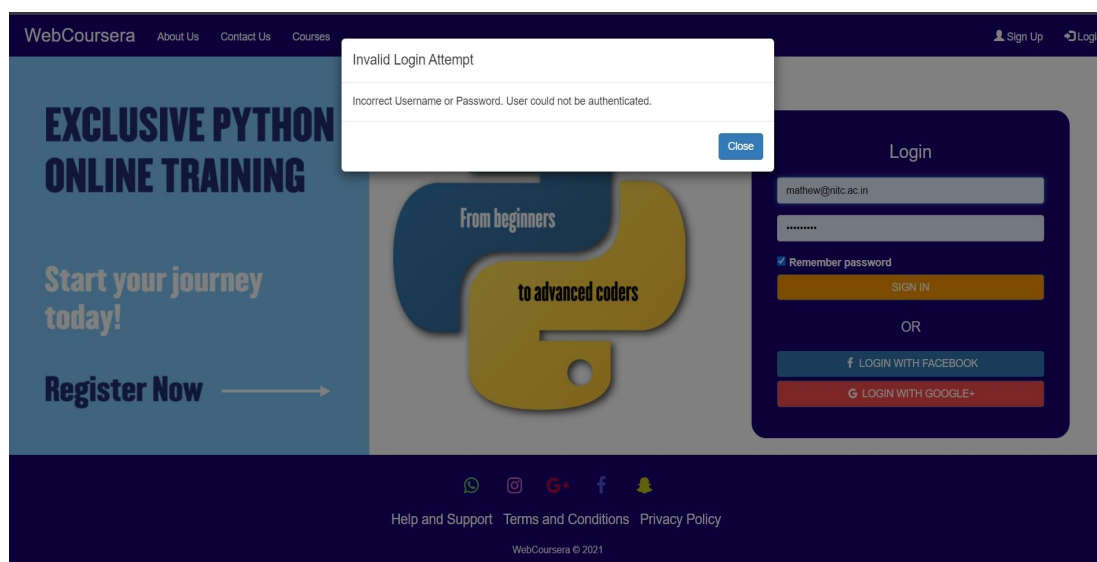 WebCoursera About Us Contact Us Courses
Sign Up Logi
Invalid Login Attempt
Incorrect Username or Password. User could not be authenticated.
Close
EXCLUSIVE PYTHON
ONLINE TRAINING
Start your journey
today!
Register Now
From beginners
to advanced coders
Login
mathew@nitc.ac.in
•••••••••
Remember password
SIGN IN
OR
f LOGIN WITH FACEBOOK
G LOGIN WITH GOOGLE+
G+ f
Help and Support Terms and Conditions Privacy Policy
WebCoursera © 2021